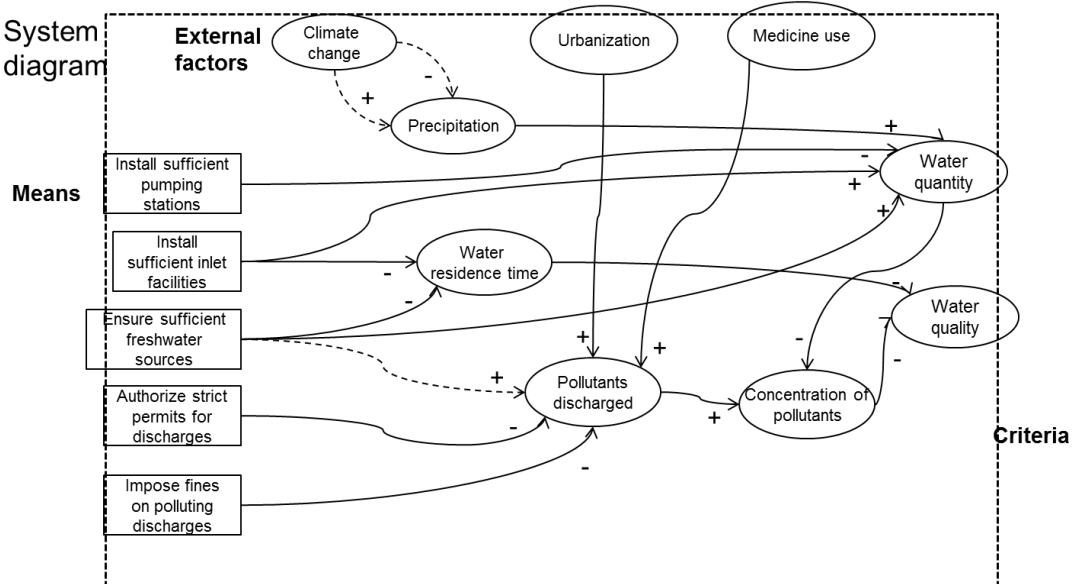 System
diagram
External
factors
Climate
change
Urbanization
Medicine use
-
+
Precipitation
+
Means
Install sufficient
pumping
stations
-
Water
quantity
+
+
Install
sufficient inlet
facilities
Water
residence time
-
-
-
Water
quality
Ensure sufficient
freshwater
sources
+
+
-
-
+
Pollutants
discharged
Concentration of
pollutants
+
Authorize strict
permits for
discharges
-
Criteria
-
Impose fines
on polluting
discharges